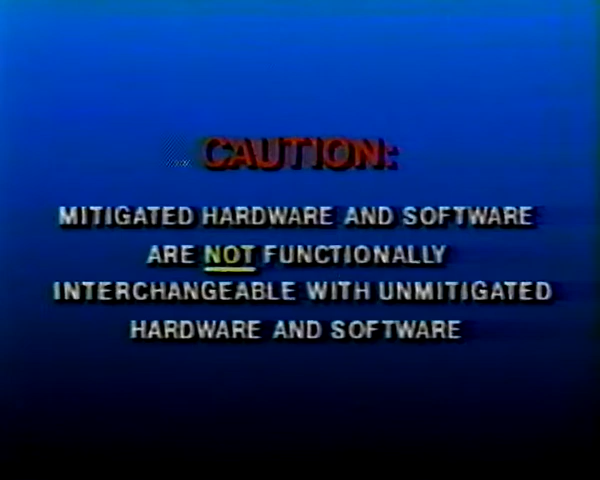 CAUTION:
MITIGATED HARDWARE AND SOFTWARE
ARE NOT FUNCTIONALLY
INTERCHANGEABLE WITH UNMITIGATED
HARDWARE AND SOFTWARE